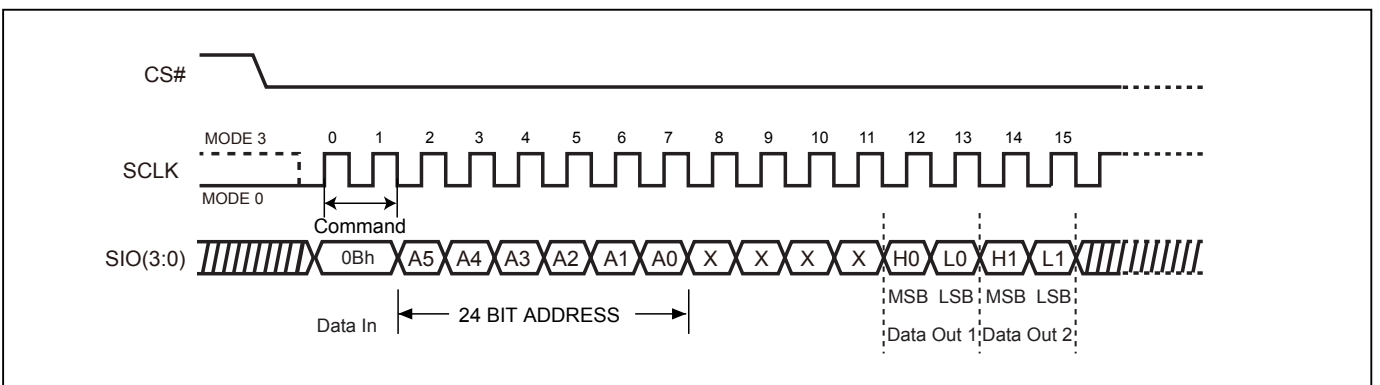 CS#
MODE 3
0 1 2 3 4 5 6 7 8 9 10 11 12 13 14 15
SCLK
MODE 0
Command
SIO(3:0) 0Bh A5 A4 A3 A2 A1 A0 X X X X H0 L0 H1 L1
MSB LSB MSB LSB
Data In 24 BIT ADDRESS
Data Out 1 Data Out 2